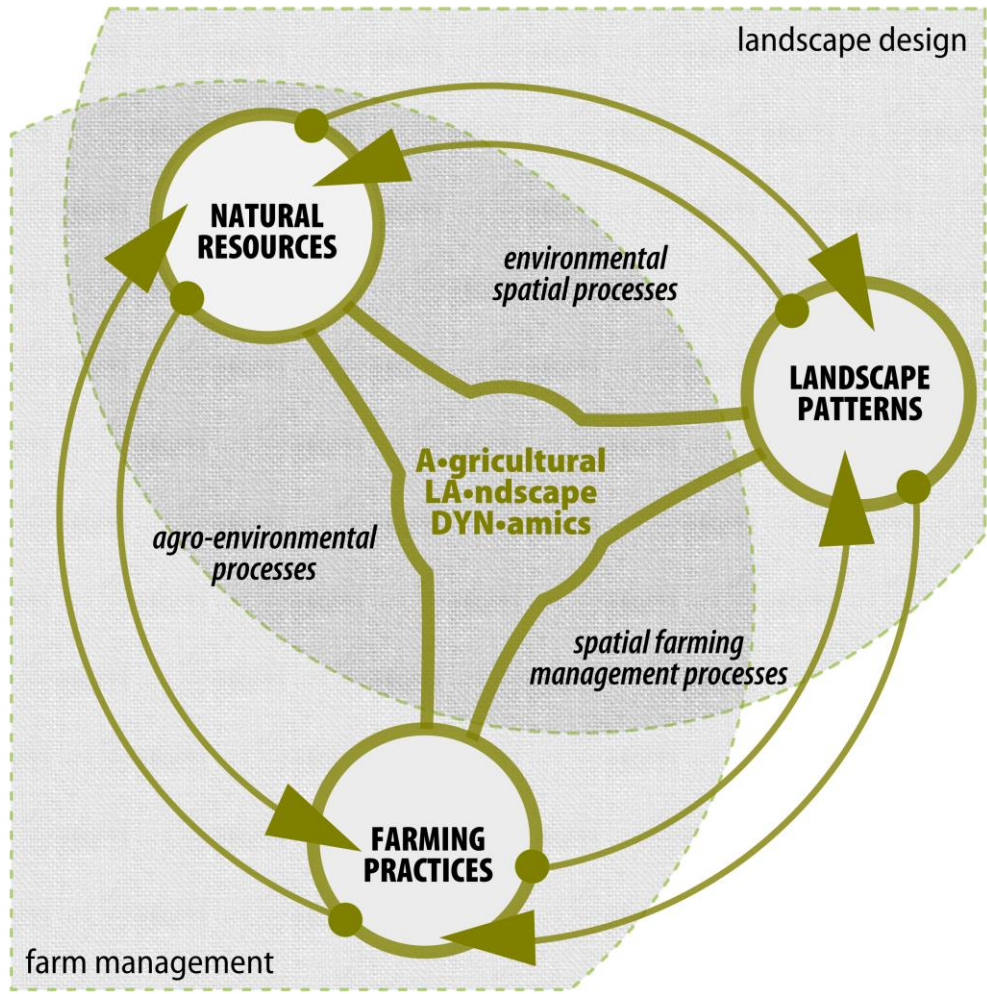 landscape design
NATURAL
RESOURCES
environmental
spatial processes
LANDSCAPE
PATTERNS
A•gricultural
LA•ndscape
DYN•amics
agro-environmental
processes
spatial farming
management processes
FARMING
PRACTICES
farm management